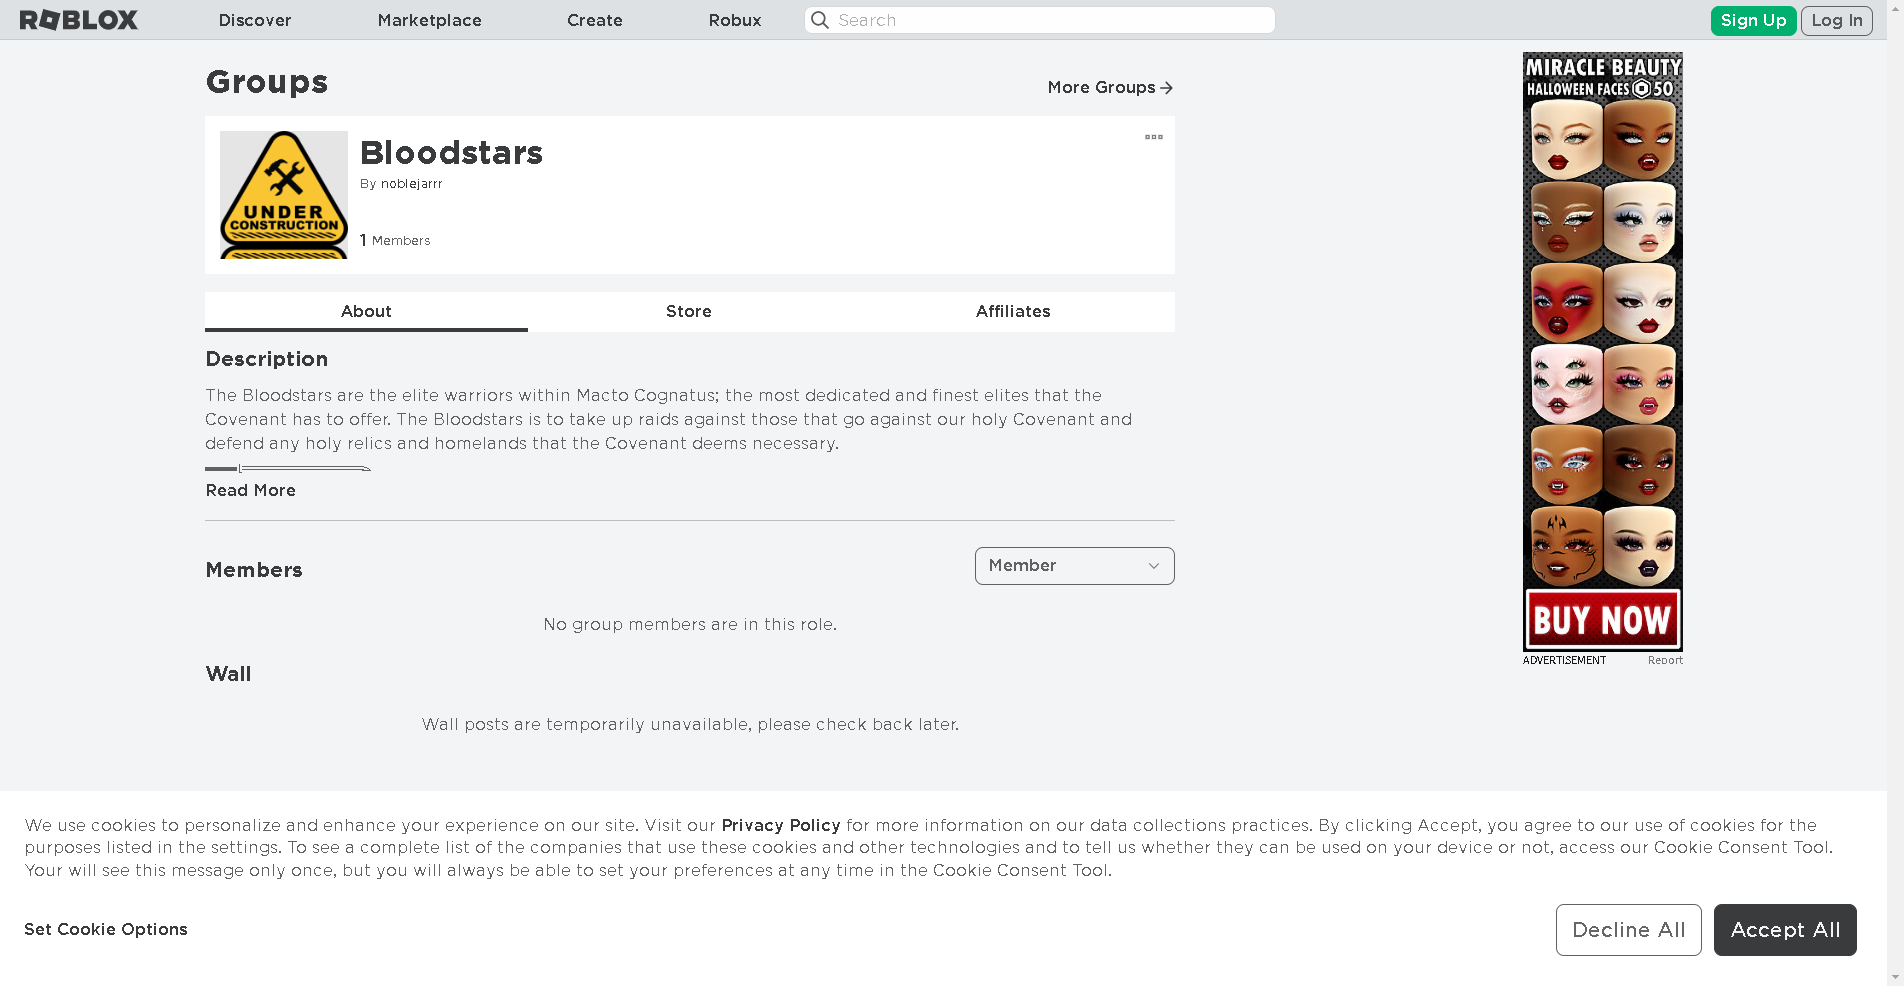 ROBLOX
Discover
Marketplace
Create
Robux
Search
Sign Up
Log In
Groups
More Groups
UNDER
CONSTRUCTION
Bloodstars
By noblejarrr
1 Members
About
Store
Affiliates
Description
The Bloodstars are the elite warriors within Macto Cognatus; the most dedicated and finest elites that the
Covenant has to offer. The Bloodstars is to take up raids against those that go against our holy Covenant and
defend any holy relics and homelands that the Covenant deems necessary.
Read More
Members
Member
No group members are in this role.
Wall
Wall posts are temporarily unavailable, please check back later.
MIRACLE BEAUTY
HALLOWEEN FACES 50
BUY NOW
ADVERTISEMENT
Report
We use cookies to personalize and enhance your experience on our site. Visit our Privacy Policy for more information on our data collections practices. By clicking Accept, you agree to our use of cookies for the
purposes listed in the settings. To see a complete list of the companies that use these cookies and other technologies and to tell us whether they can be used on your device or not, access our Cookie Consent Tool.
Your will see this message only once, but you will always be able to set your preferences at any time in the Cookie Consent Tool.
Set Cookie Options
Decline All
Accept All